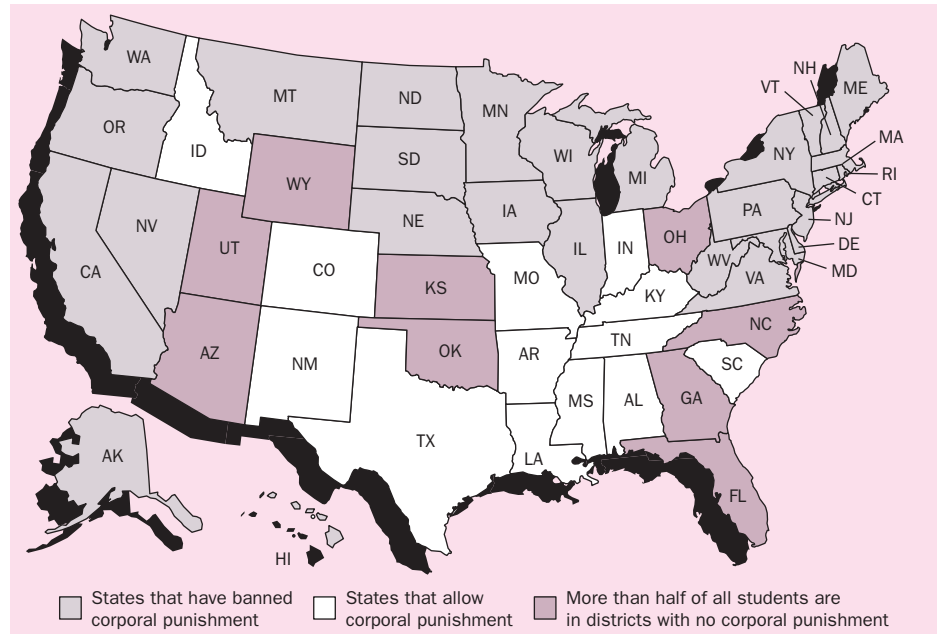 WA
MT
ND
MN
OR
ID
SD
WI
MI
NH
VT
ME
NY
MA
RI
CT
WY
NE
IA
PA
NJ
NV
UT
CO
IL
IN
OH
DE
MD
CA
KS
MO
WV
VA
KY
AZ
NM
OK
AR
TN
NC
SC
TX
LA
MS
AL
GA
FL
AK
HI
States that have banned
corporal punishment
States that allow
corporal punishment
More than half of all students are
in districts with no corporal punishment